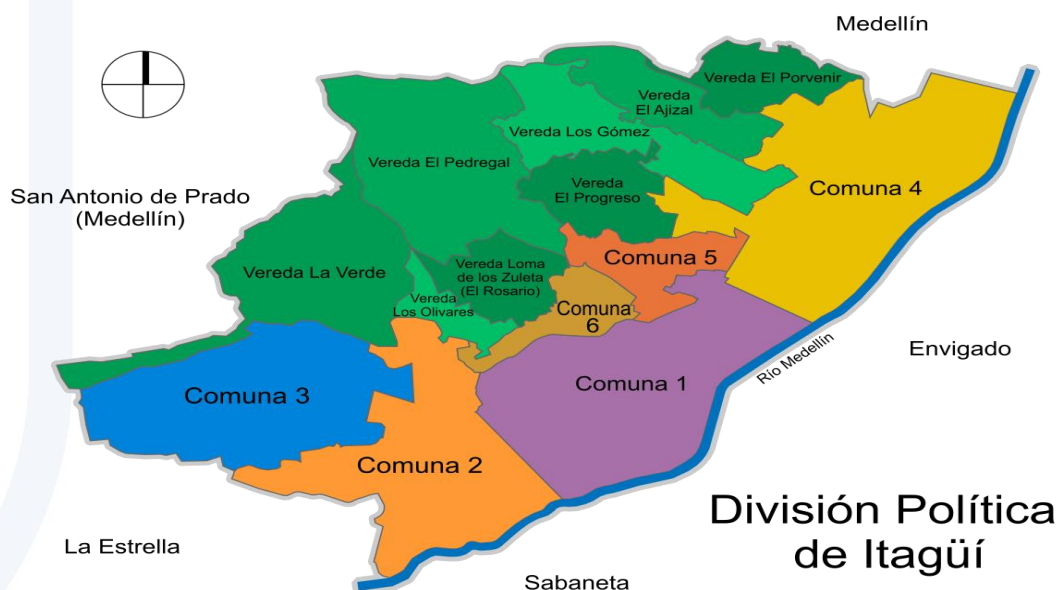 Medellín
Vereda El Porvenir
Vereda
El Ajizal
Vereda Los Gómez
Vereda El Pedregal
Vereda
El Progreso
Comuna 4
San Antonio de Prado
(Medellín)
Vereda La Verde
Vereda Loma
de los Zuleta
(El Rosario)
Comuna 5
Vereda
Los Olivares
Comuna
6
Envigado
Río Medellín
Comuna 1
Comuna 3
Comuna 2
División Política
de Itagüí
La Estrella
Sabaneta